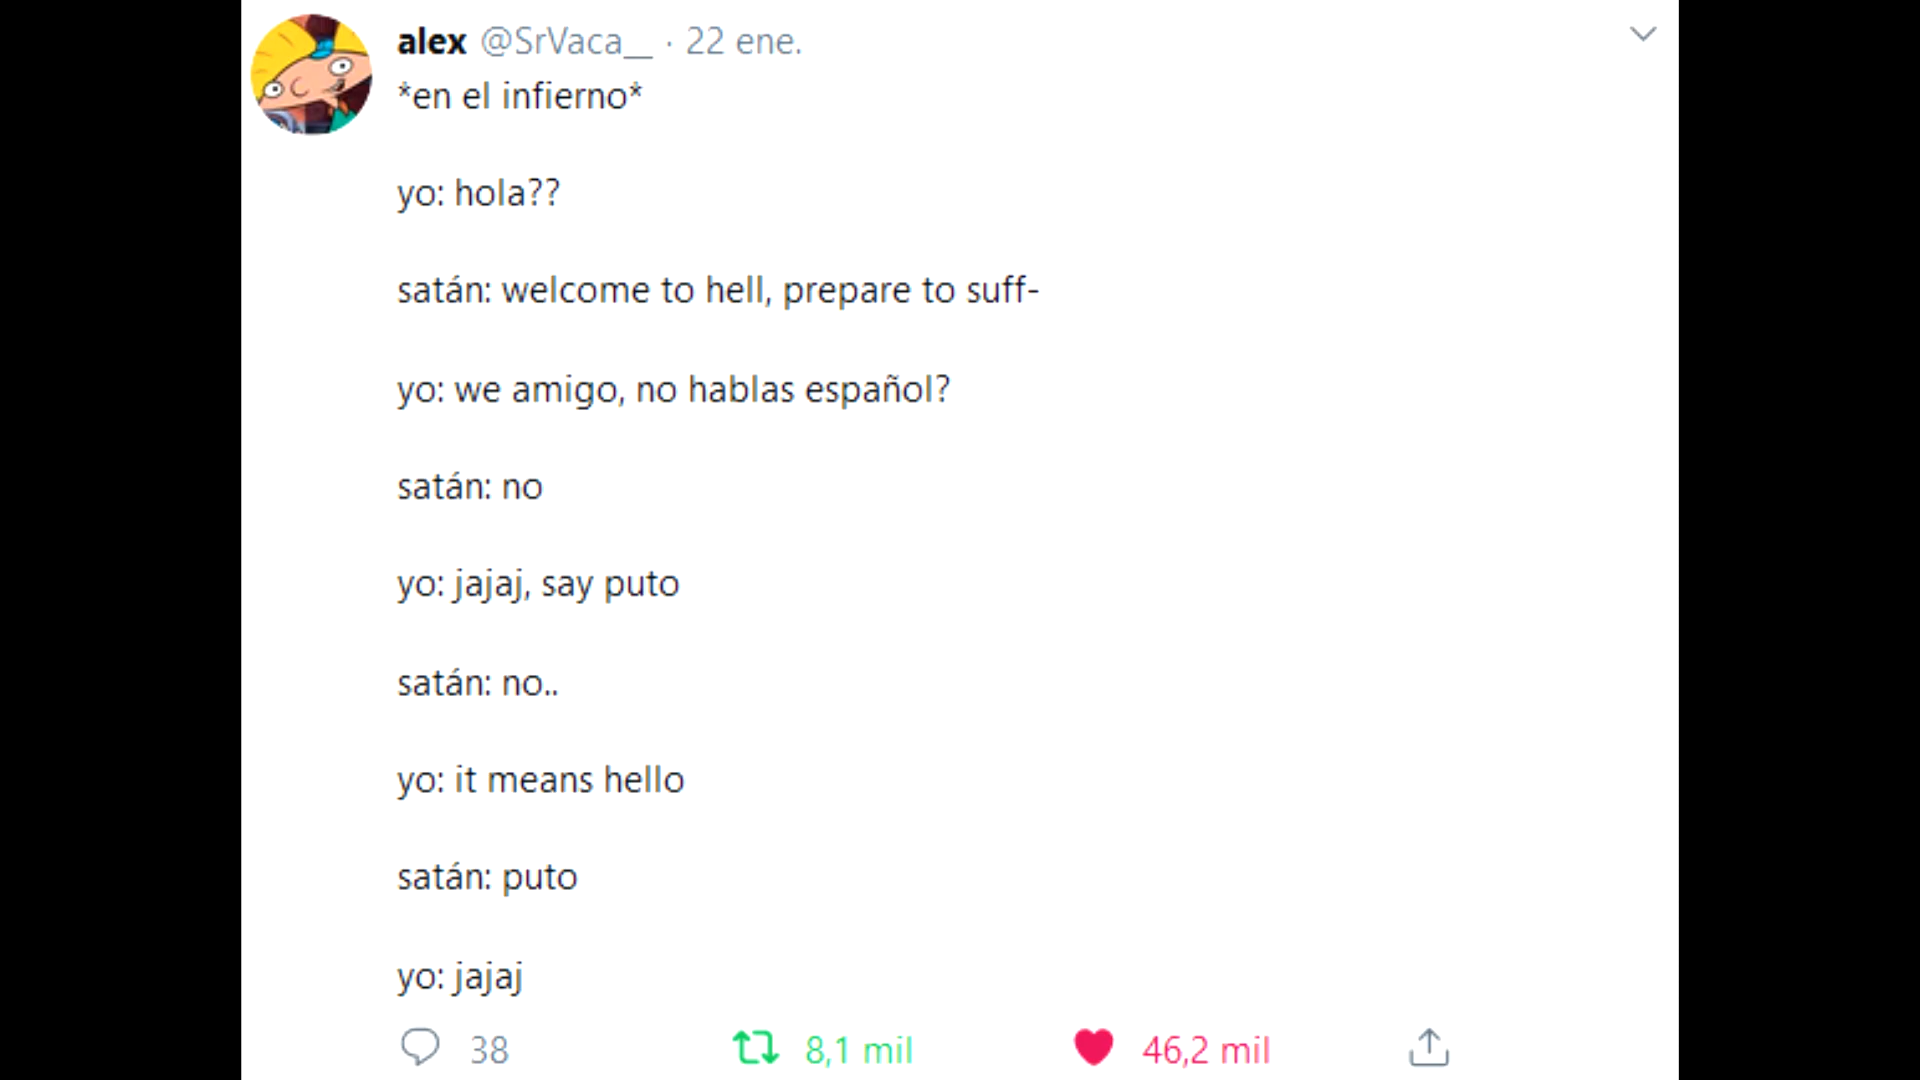 alex @SrVaca__ · 22 ene.
*en el infierno*
yo: hola??
satán: welcome to hell, prepare to suff-
yo: we amigo, no hablas español?
satán: no
yo: jajaj, say puto
satán: no..
yo: it means hello
satán: puto
yo: jajaj
38 8,1 mil 46,2 mil